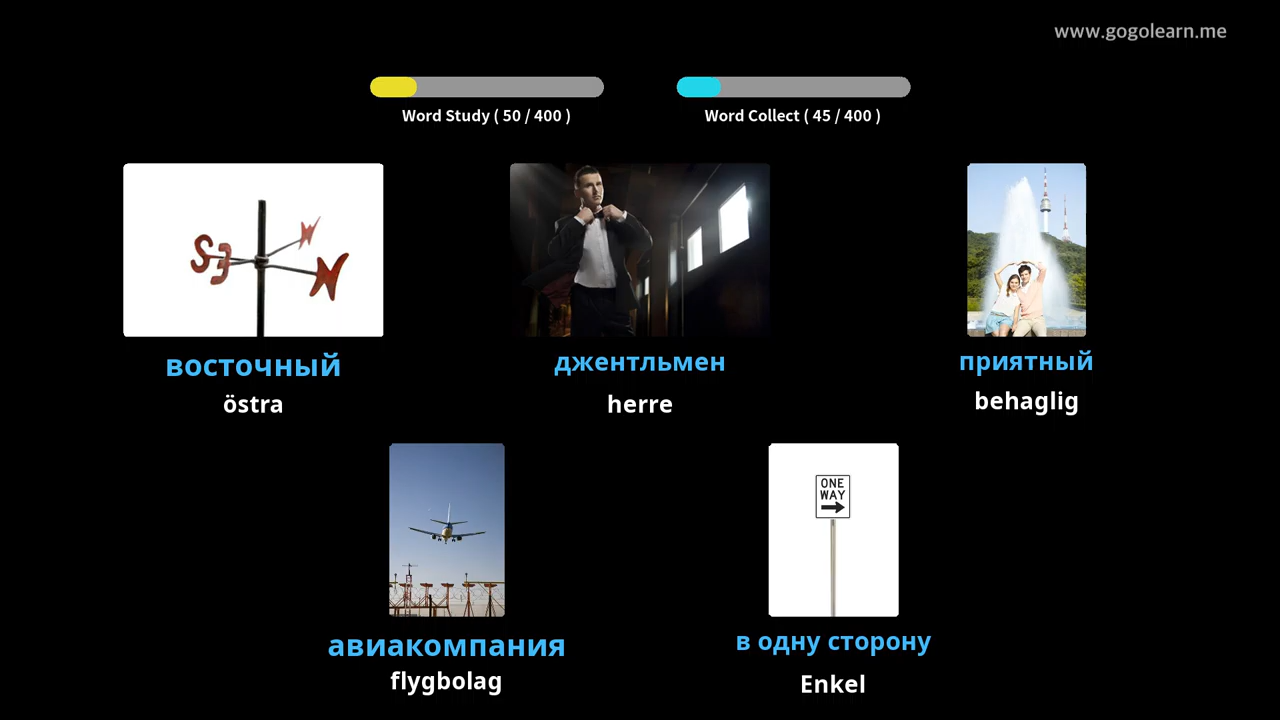 www.gogolearn.me
Word Study ( 50 / 400 )
Word Collect ( 45 / 400 )
S E N N
восточный
östra
джентльмен
herre
приятный
behaglig
ONE
WAY
авиакомпания
flygbolag
в одну сторону
Enkel